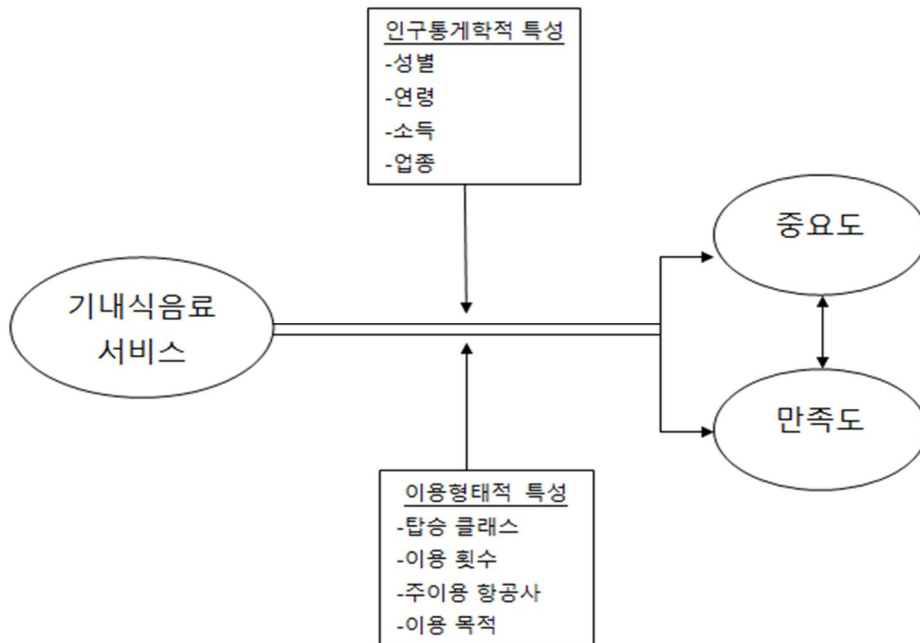 인구통게학적 특성
-성별
-연령
-소득
-업종
중요도
기내식음료
서비스
만족도
이용형태적 특성
-탑승 클래스
-이용 횟수
-주이용 항공사
-이용 목적